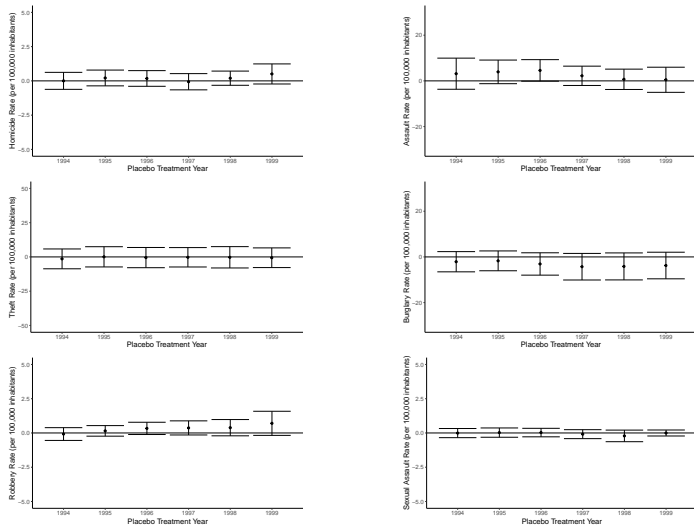 Homicide Rate (per 100,000 inhabitants)
5.0
2.5
0.0
−2.5
−5.0
1994 1995 1996 1997 1998 1999
Placebo Treatment Year
Assault Rate (per 100,000 inhabitants)
20
0
−20
1994 1995 1996 1997 1998 1999
Placebo Treatment Year
Theft Rate (per 100,000 inhabitants)
50
25
0
−25
−50
1994 1995 1996 1997 1998 1999
Placebo Treatment Year
Burglary Rate (per 100,000 inhabitants)
20
0
−20
1994 1995 1996 1997 1998 1999
Placebo Treatment Year
Robbery Rate (per 100,000 inhabitants)
5.0
2.5
0.0
−2.5
−5.0
1994 1995 1996 1997 1998 1999
Placebo Treatment Year
Sexual Assault Rate (per 100,000 inhabitants)
5.0
2.5
0.0
−2.5
−5.0
1994 1995 1996 1997 1998 1999
Placebo Treatment Year